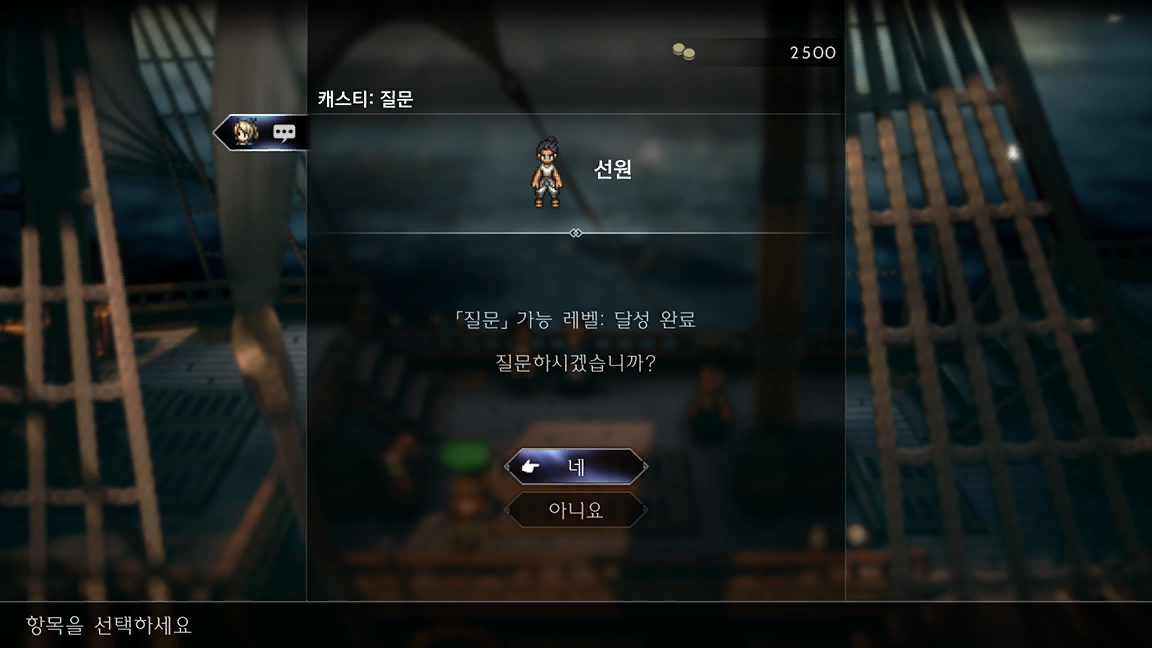 2500
캐스티: 질문
선원
「질문」 가능 레벨: 달성 완료
질문하시겠습니까?
네
아니요
항목을 선택하세요